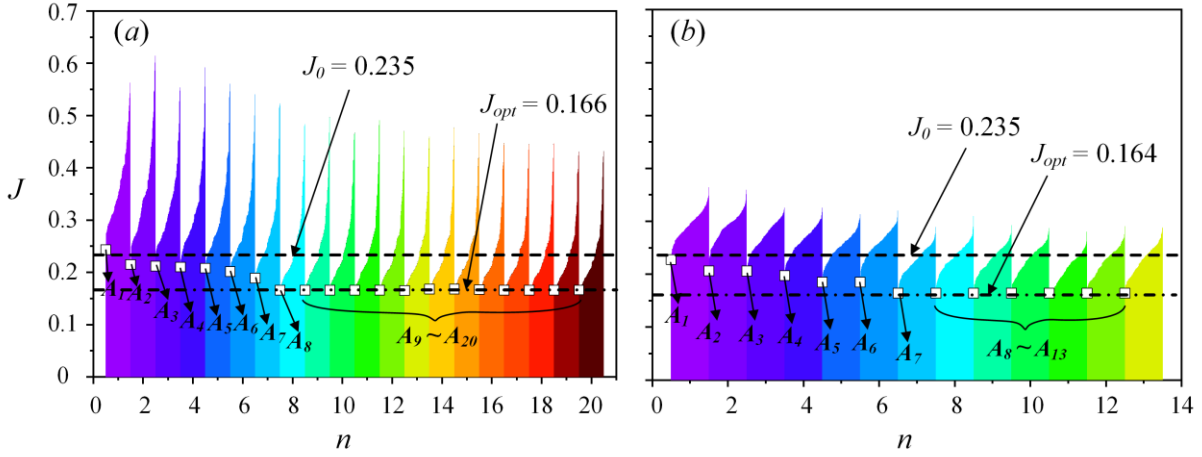 (a)
J₀ = 0.235
J_opt = 0.166
0.7
0.6
0.5
0.4
0.3
0.2
0.1
0
J
A₁ A₂ A₃ A₄ A₅ A₆ A₇ A₈
A₉ ~ A₂₀
0 2 4 6 8 10 12 14 16 18 20
n
(b)
J₀ = 0.235
J_opt = 0.164
A₁ A₂ A₃ A₄ A₅ A₆ A₇
A₈ ~ A₁₃
0 2 4 6 8 10 12 14
n